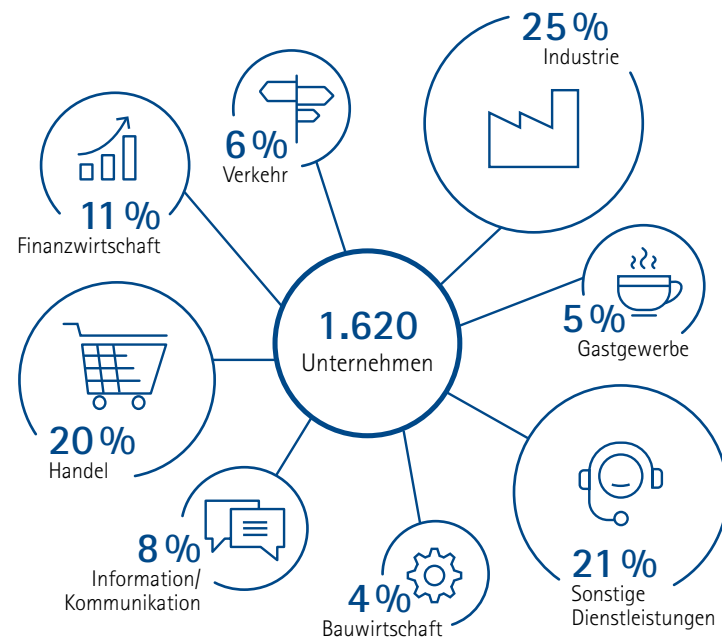 25 %
Industrie
6 %
Verkehr
11 %
Finanzwirtschaft
1.620
Unternehmen
5 %
Gastgewerbe
20 %
Handel
8 %
Information/
Kommunikation
4 %
Bauwirtschaft
21 %
Sonstige
Dienstleistungen